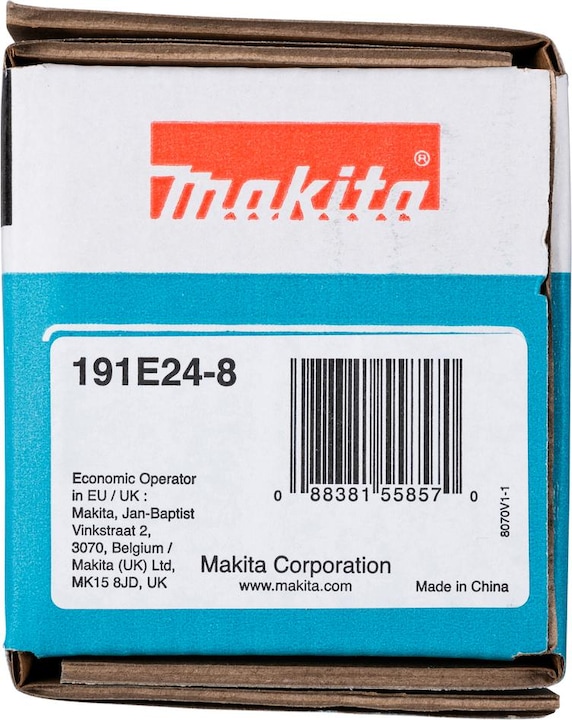 makita®
191E24-8
0 88381 55857 0
8070V1-1
Economic Operator
in EU / UK :
Makita, Jan-Baptist
Vinkstraat 2,
3070, Belgium /
Makita (UK) Ltd,
MK15 8JD, UK
Makita Corporation
www.makita.com
Made in China